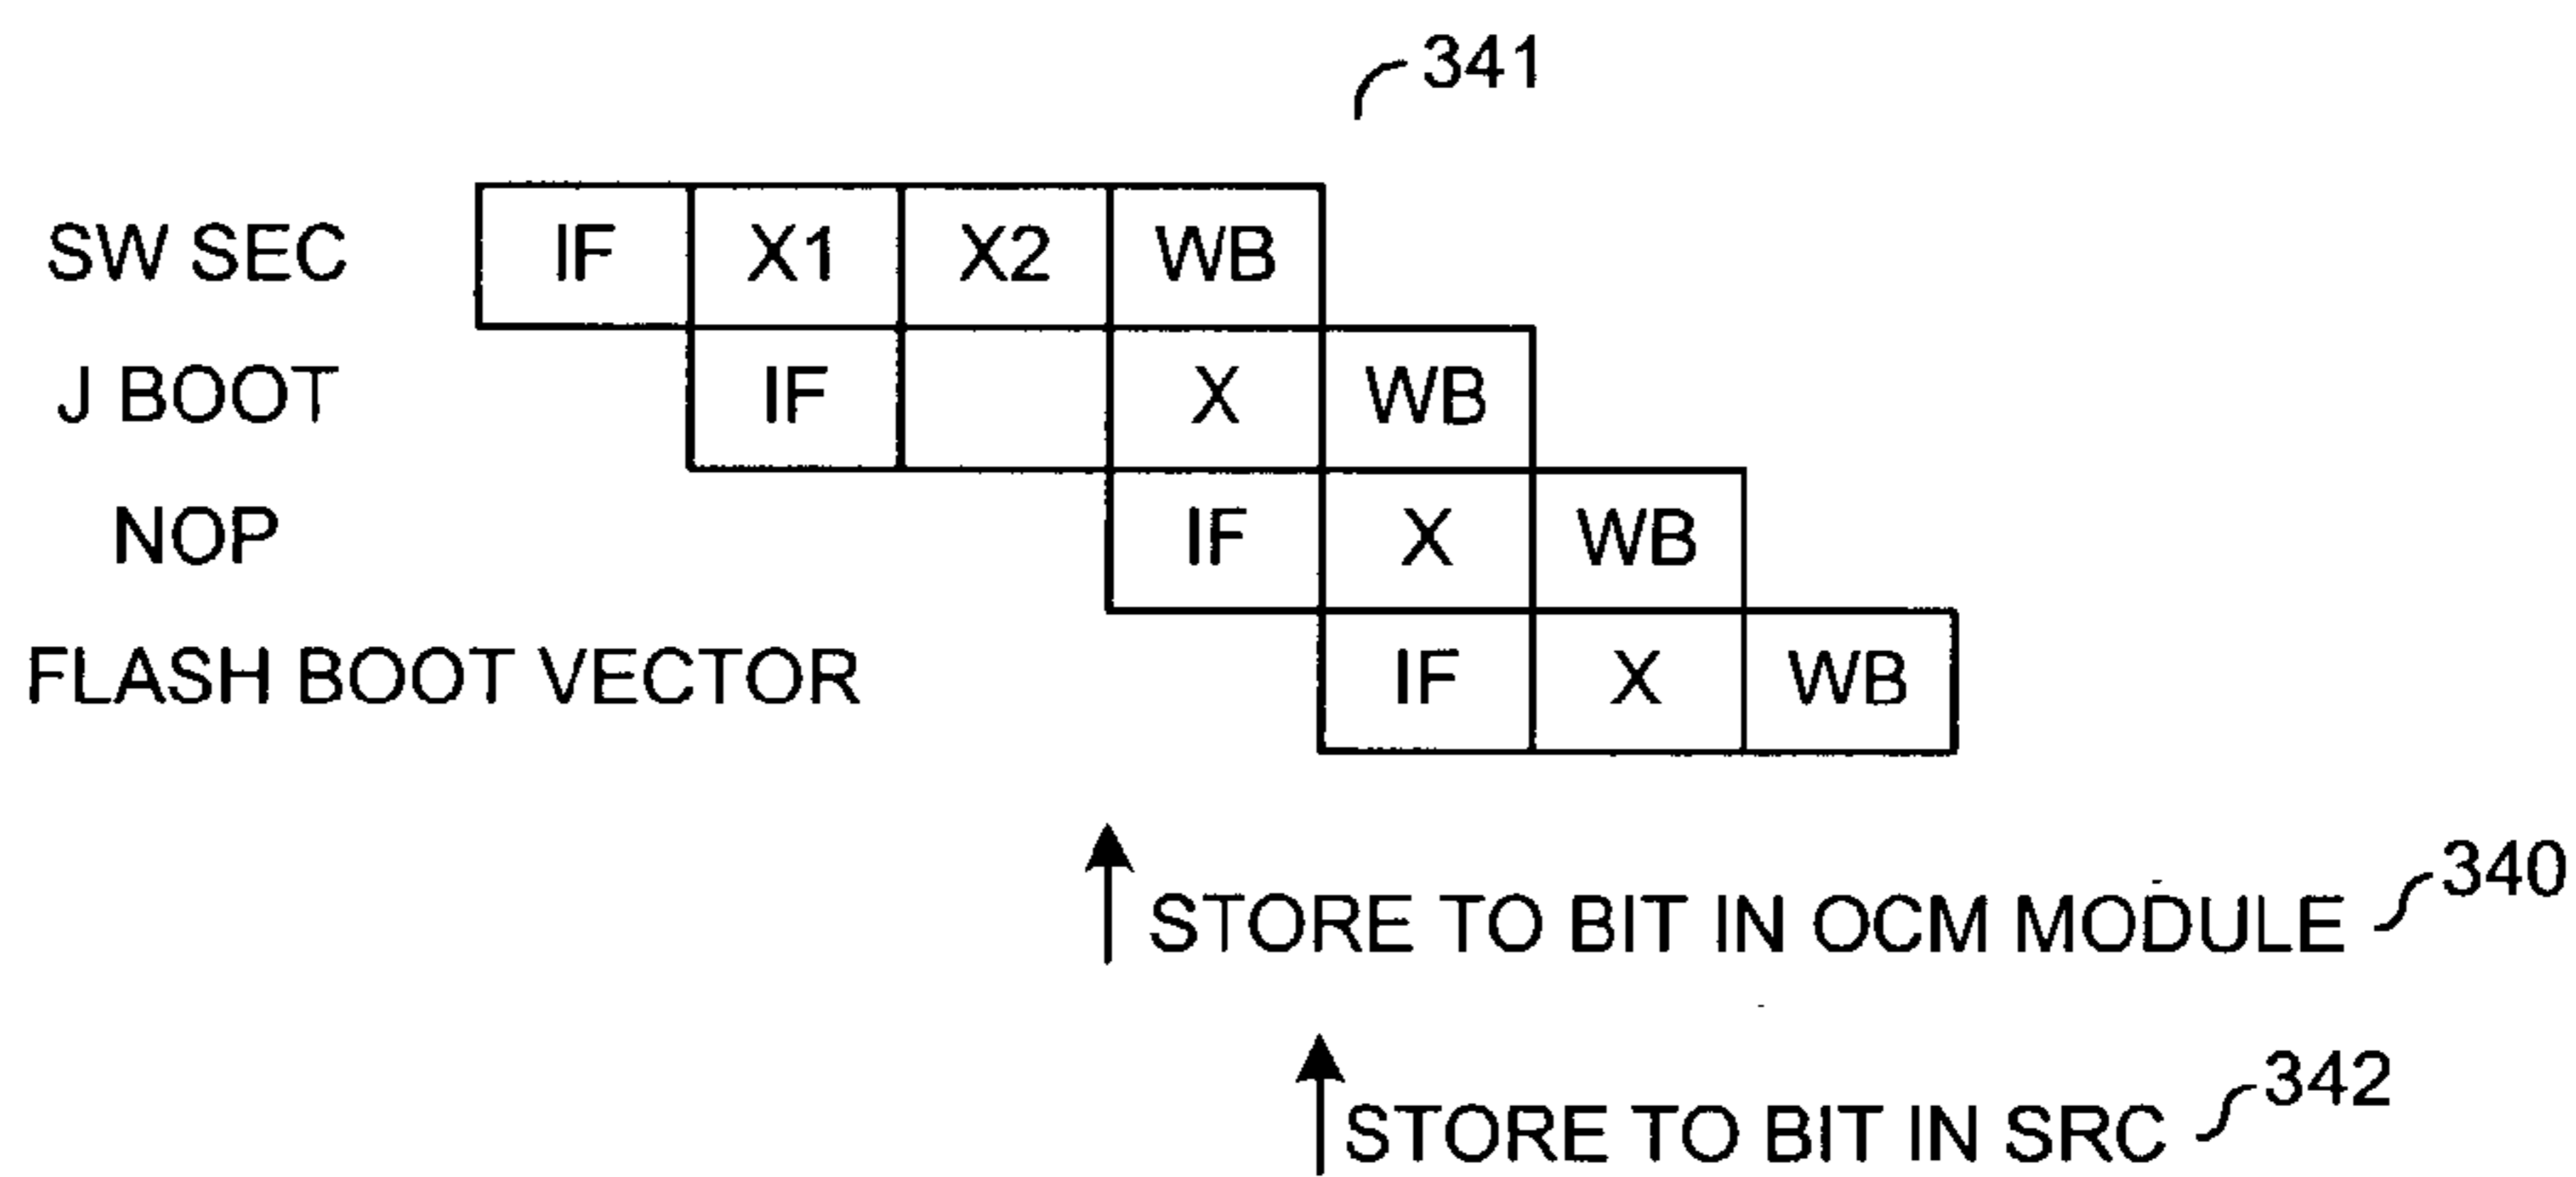 341
SW SEC IF X1 X2 WB
J BOOT IF X WB
NOP IF X WB
FLASH BOOT VECTOR IF X WB
STORE TO BIT IN OCM MODULE 340
STORE TO BIT IN SRC 342